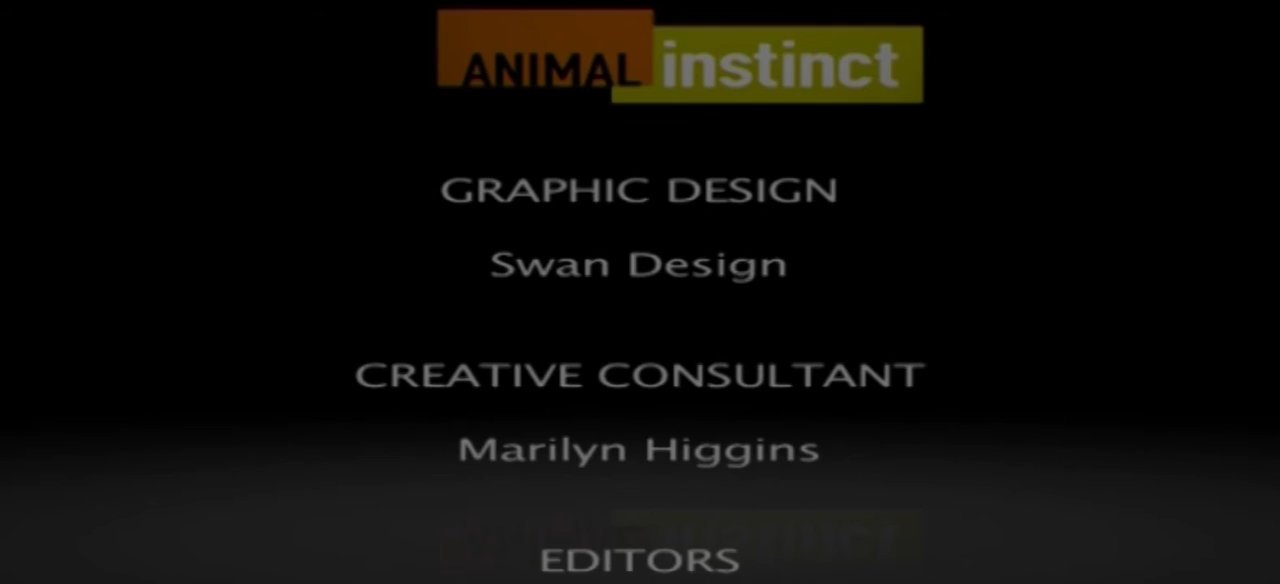 ANIMAL instinct
GRAPHIC DESIGN
Swan Design
CREATIVE CONSULTANT
Marilyn Higgins
EDITORS